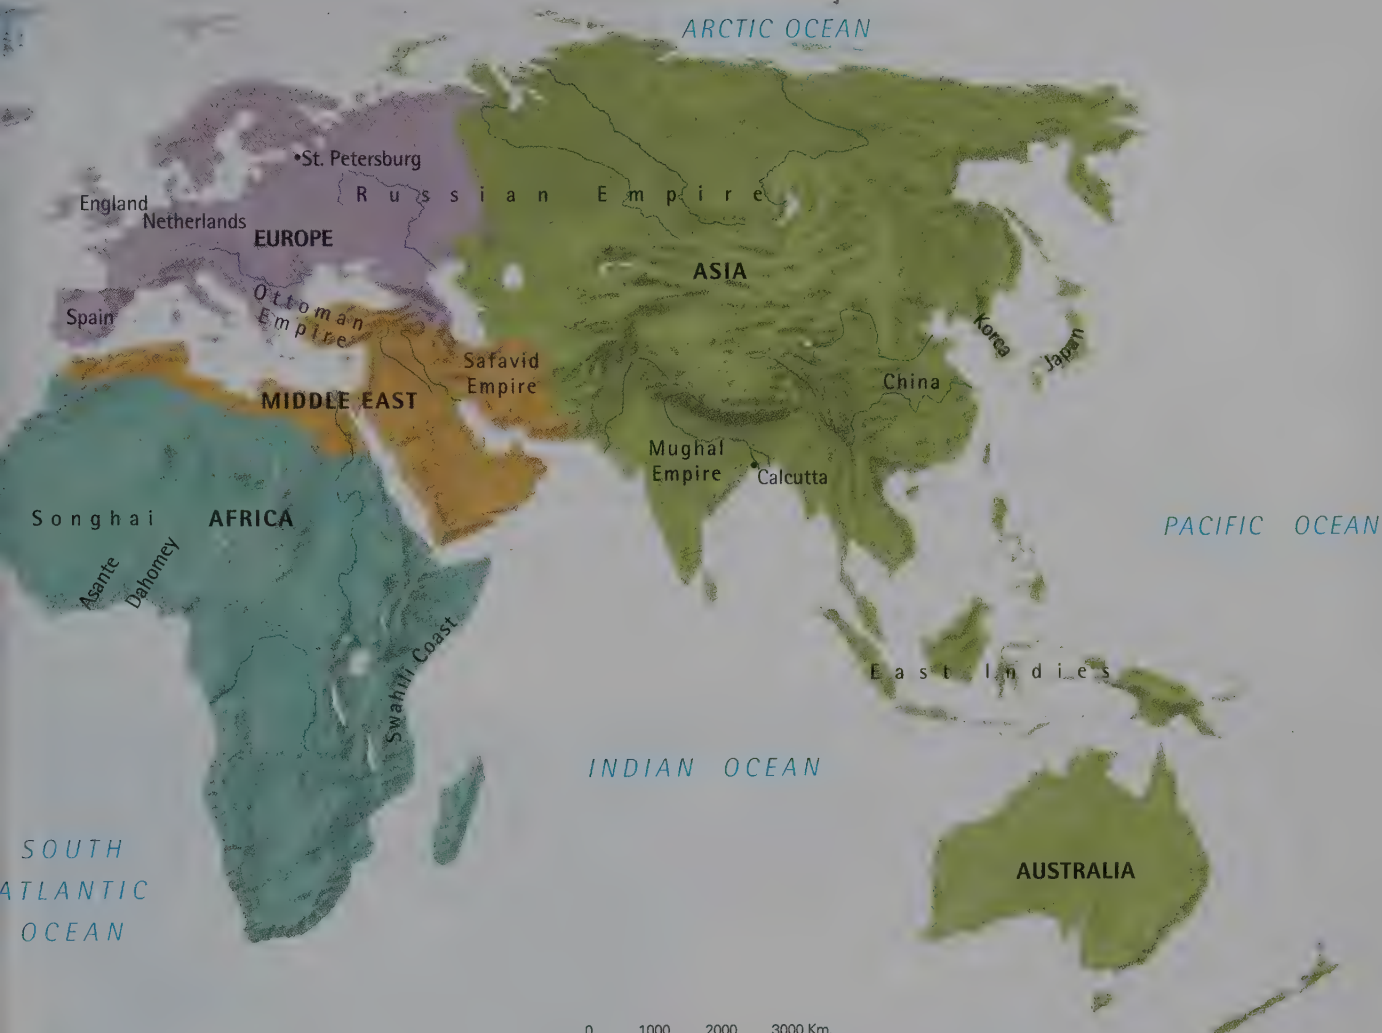 ARCTIC OCEAN
St. Petersburg
Russian Empire
England
Netherlands
EUROPE
ASIA
Ottoman
Empire
Spain
Korea
Japan
Safavid
Empire
China
MIDDLE EAST
Mughal
Empire
Calcutta
Songhai
AFRICA
PACIFIC OCEAN
Asante
Dahomey
Swahili Coast
East Indies
INDIAN OCEAN
SOUTH
ATLANTIC
OCEAN
AUSTRALIA
0 1000 2000 3000 Km